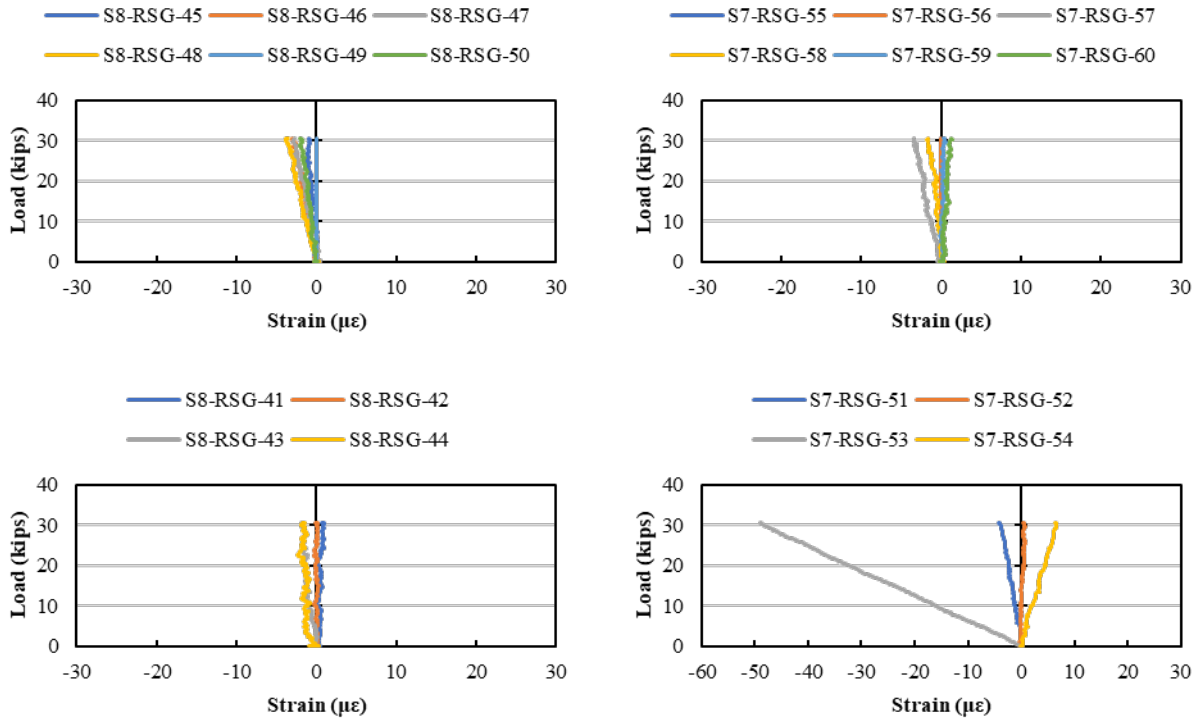 S8-RSG-45 S8-RSG-46 S8-RSG-47
S8-RSG-48 S8-RSG-49 S8-RSG-50
40
30
20
10
0
Load (kips)
-30 -20 -10 0 10 20 30
Strain (με)
S7-RSG-55 S7-RSG-56 S7-RSG-57
S7-RSG-58 S7-RSG-59 S7-RSG-60
40
30
20
10
0
Load (kips)
-30 -20 -10 0 10 20 30
Strain (με)
S8-RSG-41 S8-RSG-42
S8-RSG-43 S8-RSG-44
40
30
20
10
0
Load (kips)
-30 -20 -10 0 10 20 30
Strain (με)
S7-RSG-51 S7-RSG-52
S7-RSG-53 S7-RSG-54
40
30
20
10
0
Load (kips)
-60 -50 -40 -30 -20 -10 0 10 20 30
Strain (με)